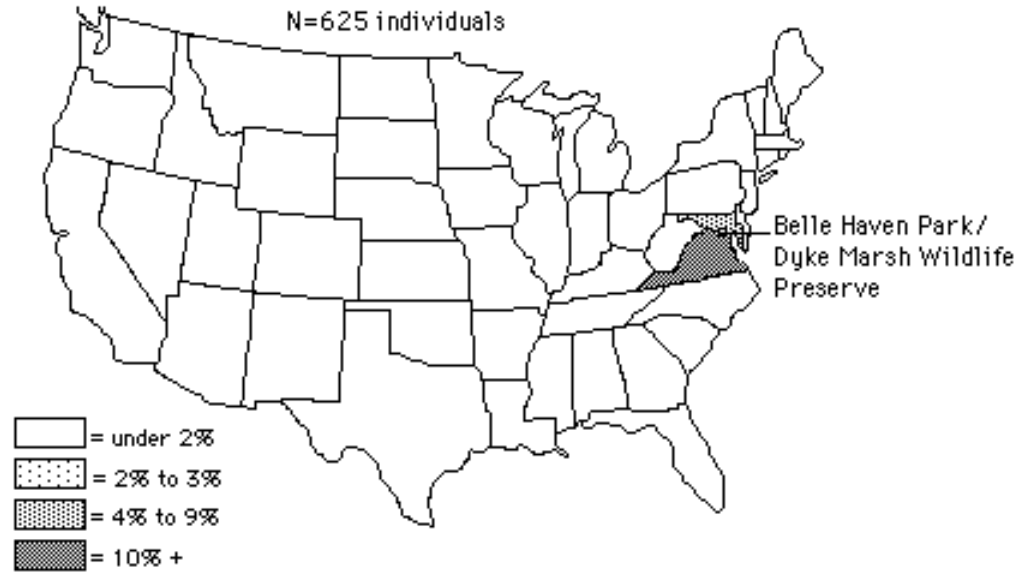 N=625 individuals
Belle Haven Park/
Dyke Marsh Wildlife
Preserve
= under 2%
= 2% to 3%
= 4% to 9%
= 10% +